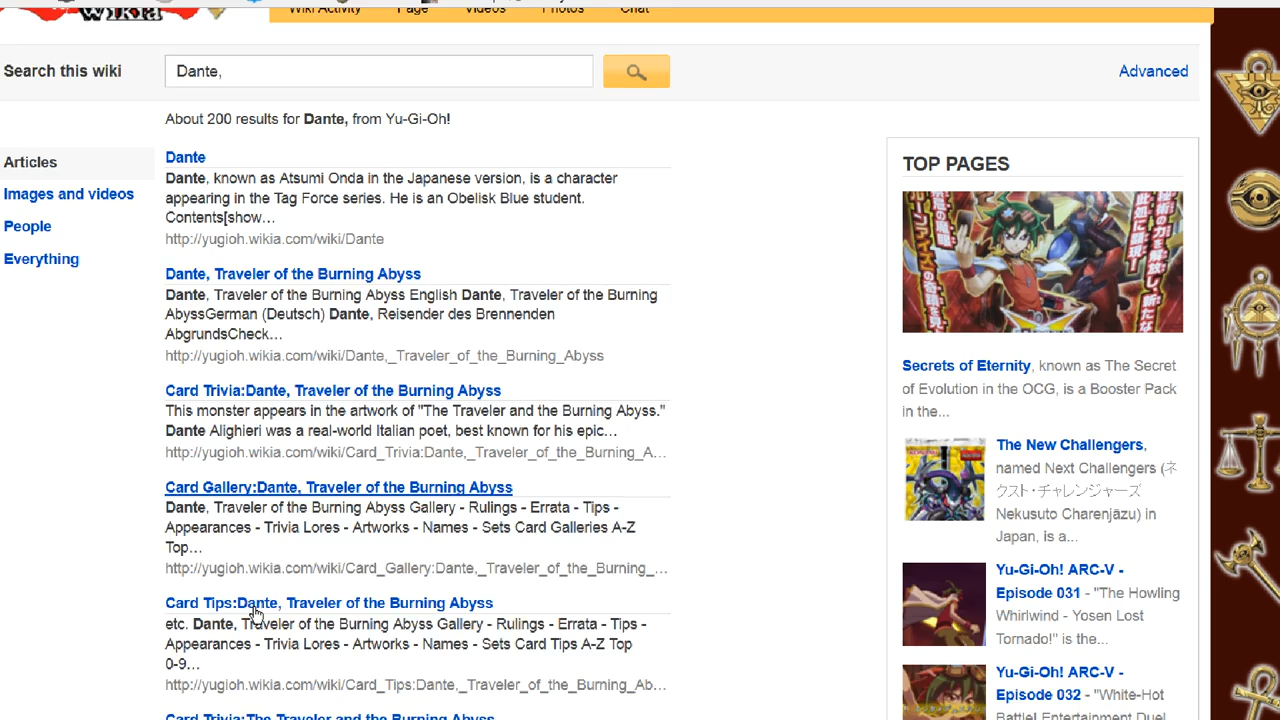 Wikia
Wiki Activity Page Videos Photos Chat
Search this wiki
Dante,
Advanced
About 200 results for Dante, from Yu-Gi-Oh!
Articles
Images and videos
People
Everything
Dante
Dante, known as Atsumi Onda in the Japanese version, is a character
appearing in the Tag Force series. He is an Obelisk Blue student.
Contents[show...
http://yugioh.wikia.com/wiki/Dante
Dante, Traveler of the Burning Abyss
Dante, Traveler of the Burning Abyss English Dante, Traveler of the Burning
AbyssGerman (Deutsch) Dante, Reisender des Brennenden
AbgrundsCheck...
http://yugioh.wikia.com/wiki/Dante,_Traveler_of_the_Burning_Abyss
Card Trivia:Dante, Traveler of the Burning Abyss
This monster appears in the artwork of "The Traveler and the Burning Abyss."
Dante Alighieri was a real-world Italian poet, best known for his epic...
http://yugioh.wikia.com/wiki/Card_Trivia:Dante,_Traveler_of_the_Burning_A...
Card Gallery:Dante, Traveler of the Burning Abyss
Dante, Traveler of the Burning Abyss Gallery - Rulings - Errata - Tips -
Appearances - Trivia Lores - Artworks - Names - Sets Card Galleries A-Z
Top...
http://yugioh.wikia.com/wiki/Card_Gallery:Dante,_Traveler_of_the_Burning_...
Card Tips:Dante, Traveler of the Burning Abyss
etc. Dante, Traveler of the Burning Abyss Gallery - Rulings - Errata - Tips -
Appearances - Trivia Lores - Artworks - Names - Sets Card Tips A-Z Top
0-9...
http://yugioh.wikia.com/wiki/Card_Tips:Dante,_Traveler_of_the_Burning_Ab...
Card Trivia:The Traveler and the Burning Abyss
TOP PAGES
Secrets of Eternity, known as The Secret
of Evolution in the OCG, is a Booster Pack
in the...
The New Challengers,
named Next Challengers (ネ
クスト・チャレンジャーズ
Nekusuto Charenjāzu) in
Japan, is a...
Yu-Gi-Oh! ARC-V -
Episode 031 - "The Howling
Whirlwind - Yosen Lost
Tornado!" is the...
Yu-Gi-Oh! ARC-V -
Episode 032 - "White-Hot
Battle! Entertainment Duel